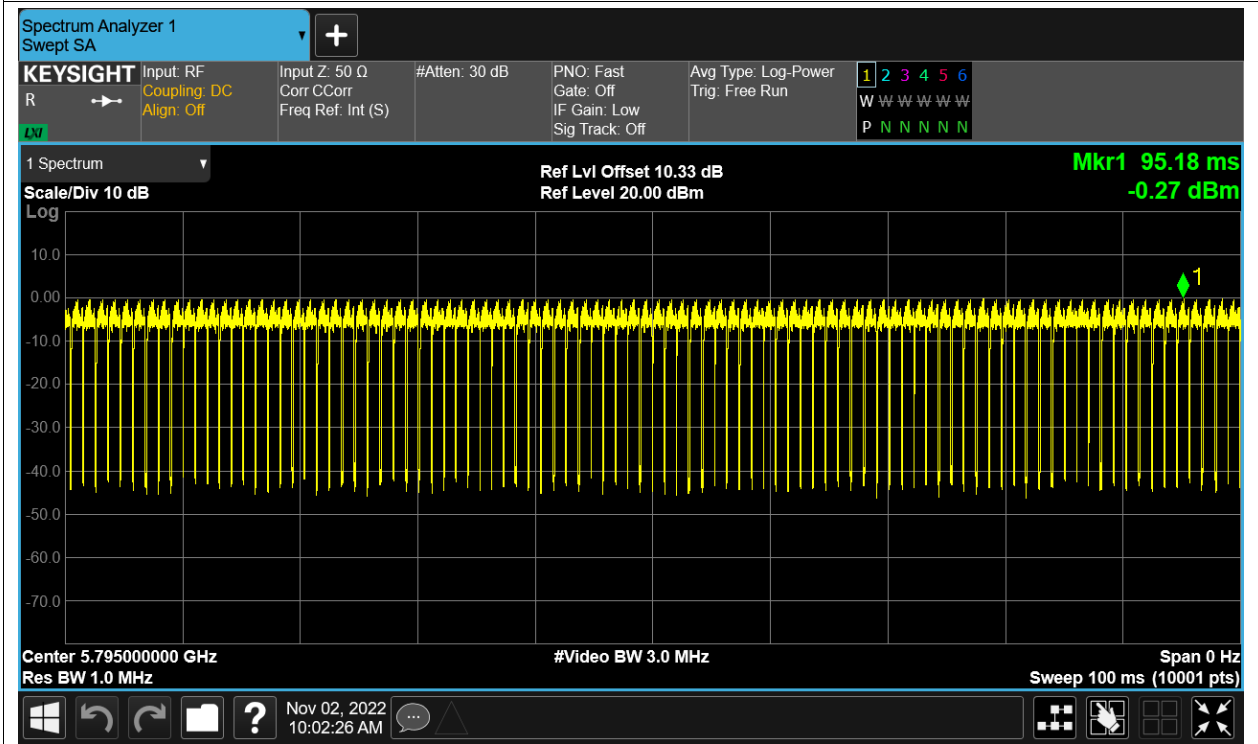 Spectrum Analyzer 1
Swept SA
KEYSIGHT
R
LXI
Input: RF
Coupling: DC
Align: Off
Input Z: 50 Ω
Corr CCorr
Freq Ref: Int (S)
#Atten: 30 dB
PNO: Fast
Gate: Off
IF Gain: Low
Sig Track: Off
Avg Type: Log-Power
Trig: Free Run
1 2 3 4 5 6
W W W W W W
P N N N N N
1 Spectrum
Scale/Div 10 dB
Log
Ref Lvl Offset 10.33 dB
Ref Level 20.00 dBm
Mkr1 95.18 ms
-0.27 dBm
10.0
0.00
-10.0
-20.0
-30.0
-40.0
-50.0
-60.0
-70.0
1
Center 5.795000000 GHz
Res BW 1.0 MHz
#Video BW 3.0 MHz
Span 0 Hz
Sweep 100 ms (10001 pts)
?
Nov 02, 2022
10:02:26 AM